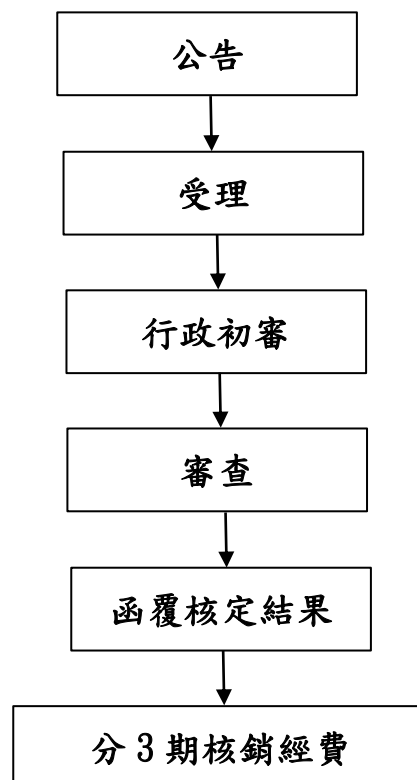 公告
受理
行政初審
審查
函覆核定結果
分3期核銷經費